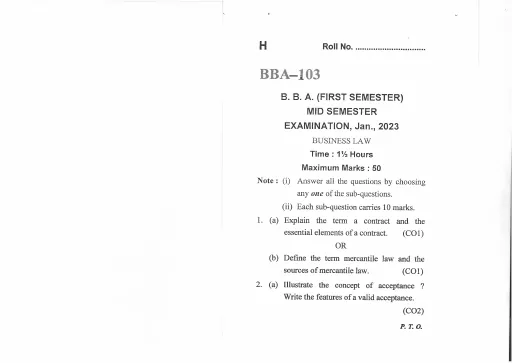 H Roll No. ..............................
BBA–103
B. B. A. (FIRST SEMESTER)
MID SEMESTER
EXAMINATION, Jan., 2023
BUSINESS LAW
Time : 1½ Hours
Maximum Marks : 50
Note : (i) Answer all the questions by choosing
any one of the sub-questions.
(ii) Each sub-question carries 10 marks.
1. (a) Explain the term a contract and the
essential elements of a contract. (CO1)
OR
(b) Define the term mercantile law and the
sources of mercantile law. (CO1)
2. (a) Illustrate the concept of acceptance ?
Write the features of a valid acceptance.
(CO2)
P. T. O.